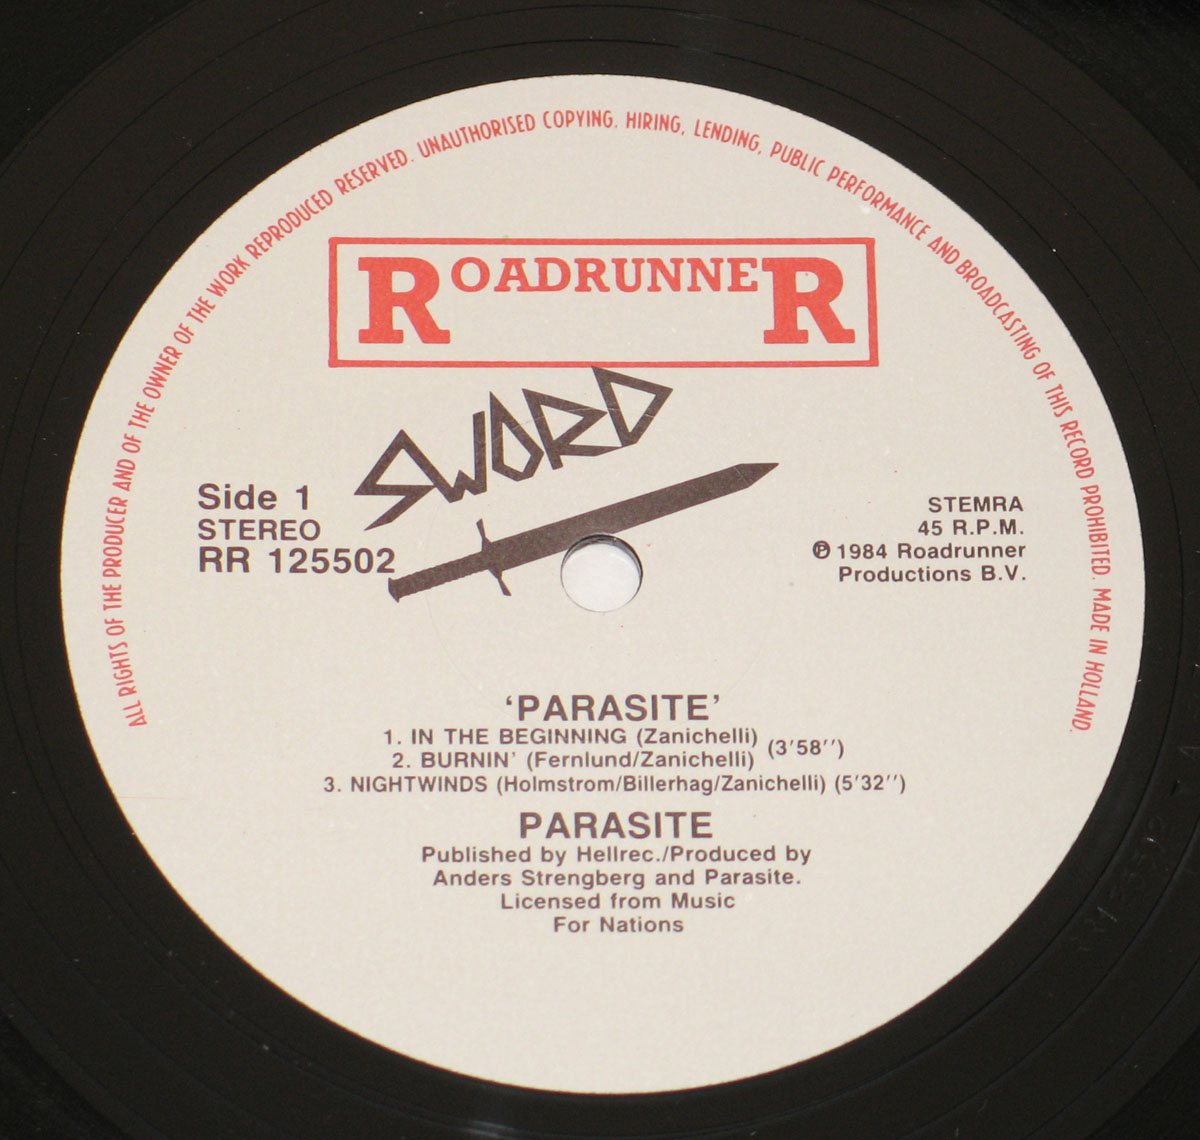 ALL RIGHTS OF THE PRODUCER AND OF THE OWNER OF THE WORK REPRODUCED RESERVED. UNAUTHORISED COPYING. HIRING, LENDING, PUBLIC PERFORMANCE AND BROADCASTING OF THIS RECORD PROHIBITED. MADE IN HOLLAND
ROADRUNNER
SWORD
Side 1
STEREO
RR 125502
STEMRA
45 R.P.M.
℗ 1984 Roadrunner
Productions B.V.
‘PARASITE’
1. IN THE BEGINNING (Zanichelli)
2. BURNIN’ (Fernlund/Zanichelli) (3’58’’)
3. NIGHTWINDS (Holmstrom/Billerhag/Zanichelli) (5’32’’)
PARASITE
Published by Hellrec./Produced by
Anders Strengberg and Parasite.
Licensed from Music
For Nations